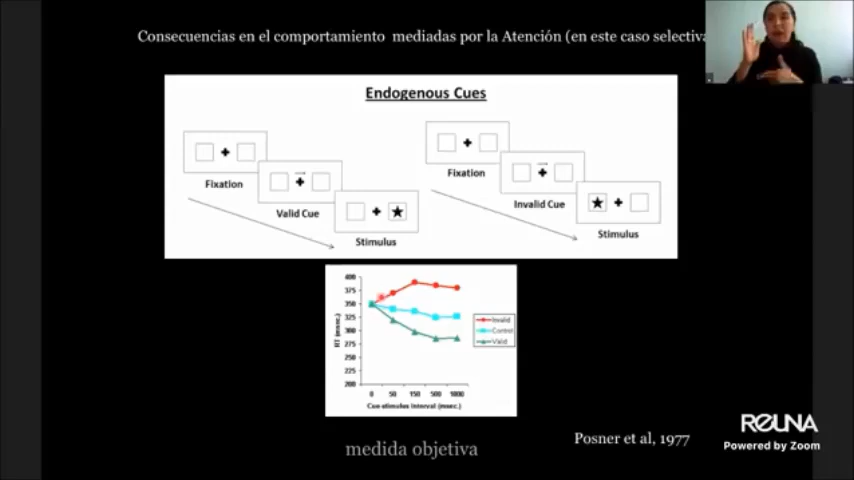 Consecuencias en el comportamiento mediadas por la Atención (en este caso selectiva
Endogenous Cues
Fixation
Valid Cue
Stimulus
Fixation
Invalid Cue
Stimulus
400
375
350
325
300
275
250
225
200
RT (msec.)
0 50 150 500 1000
Cue-stimulus interval (msec.)
Invalid
Control
Valid
medida objetiva
Posner et al, 1977
REUNA
Powered by Zoom